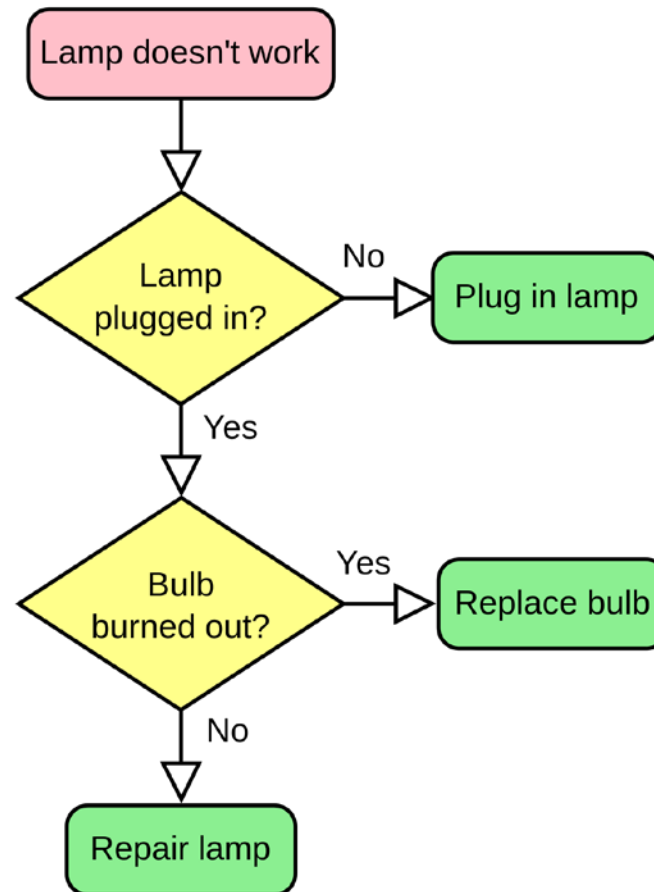 Lamp doesn't work
Lamp
plugged in?
No
Plug in lamp
Yes
Bulb
burned out?
Yes
Replace bulb
No
Repair lamp